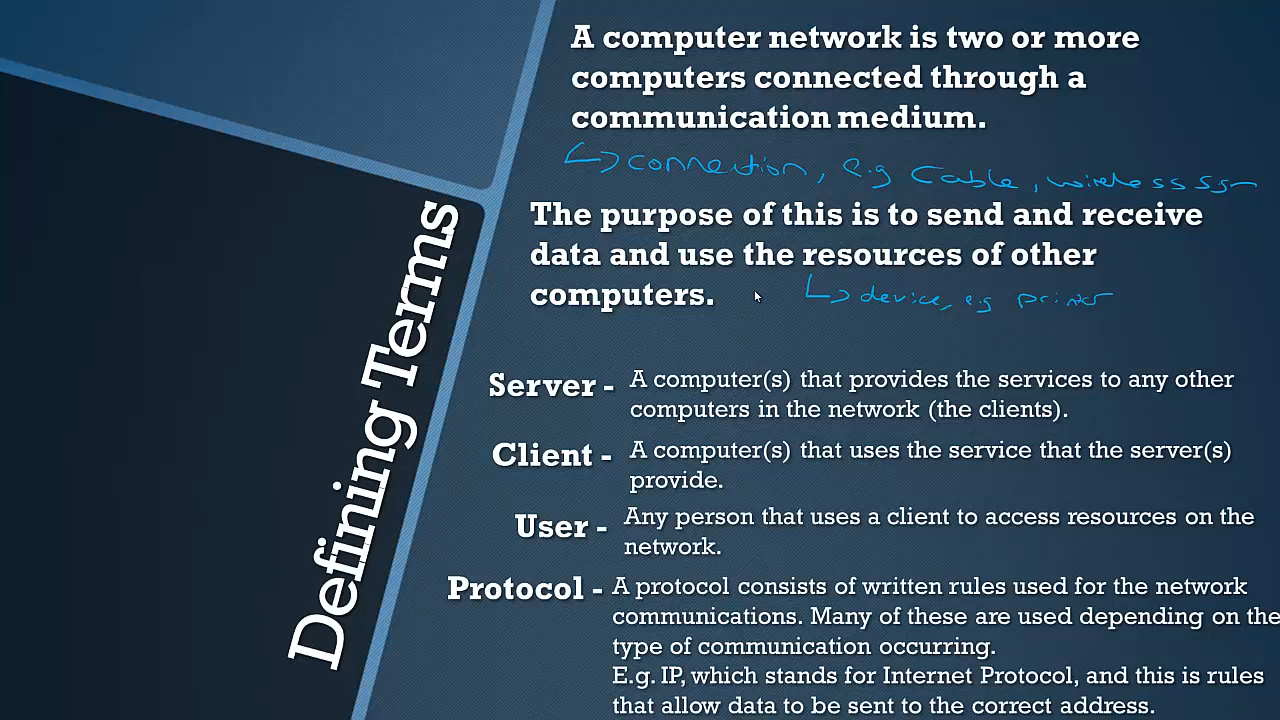 A computer network is two or more
computers connected through a
communication medium.
connection, e.g Cable, wireless
The purpose of this is to send and receive
data and use the resources of other
computers.
device, e.g printer
Server - A computer(s) that provides the services to any other
computers in the network (the clients).
Client - A computer(s) that uses the service that the server(s)
provide.
User - Any person that uses a client to access resources on the
network.
Protocol - A protocol consists of written rules used for the network
communications. Many of these are used depending on the
type of communication occurring.
E.g. IP, which stands for Internet Protocol, and this is rules
that allow data to be sent to the correct address.
Defining Terms